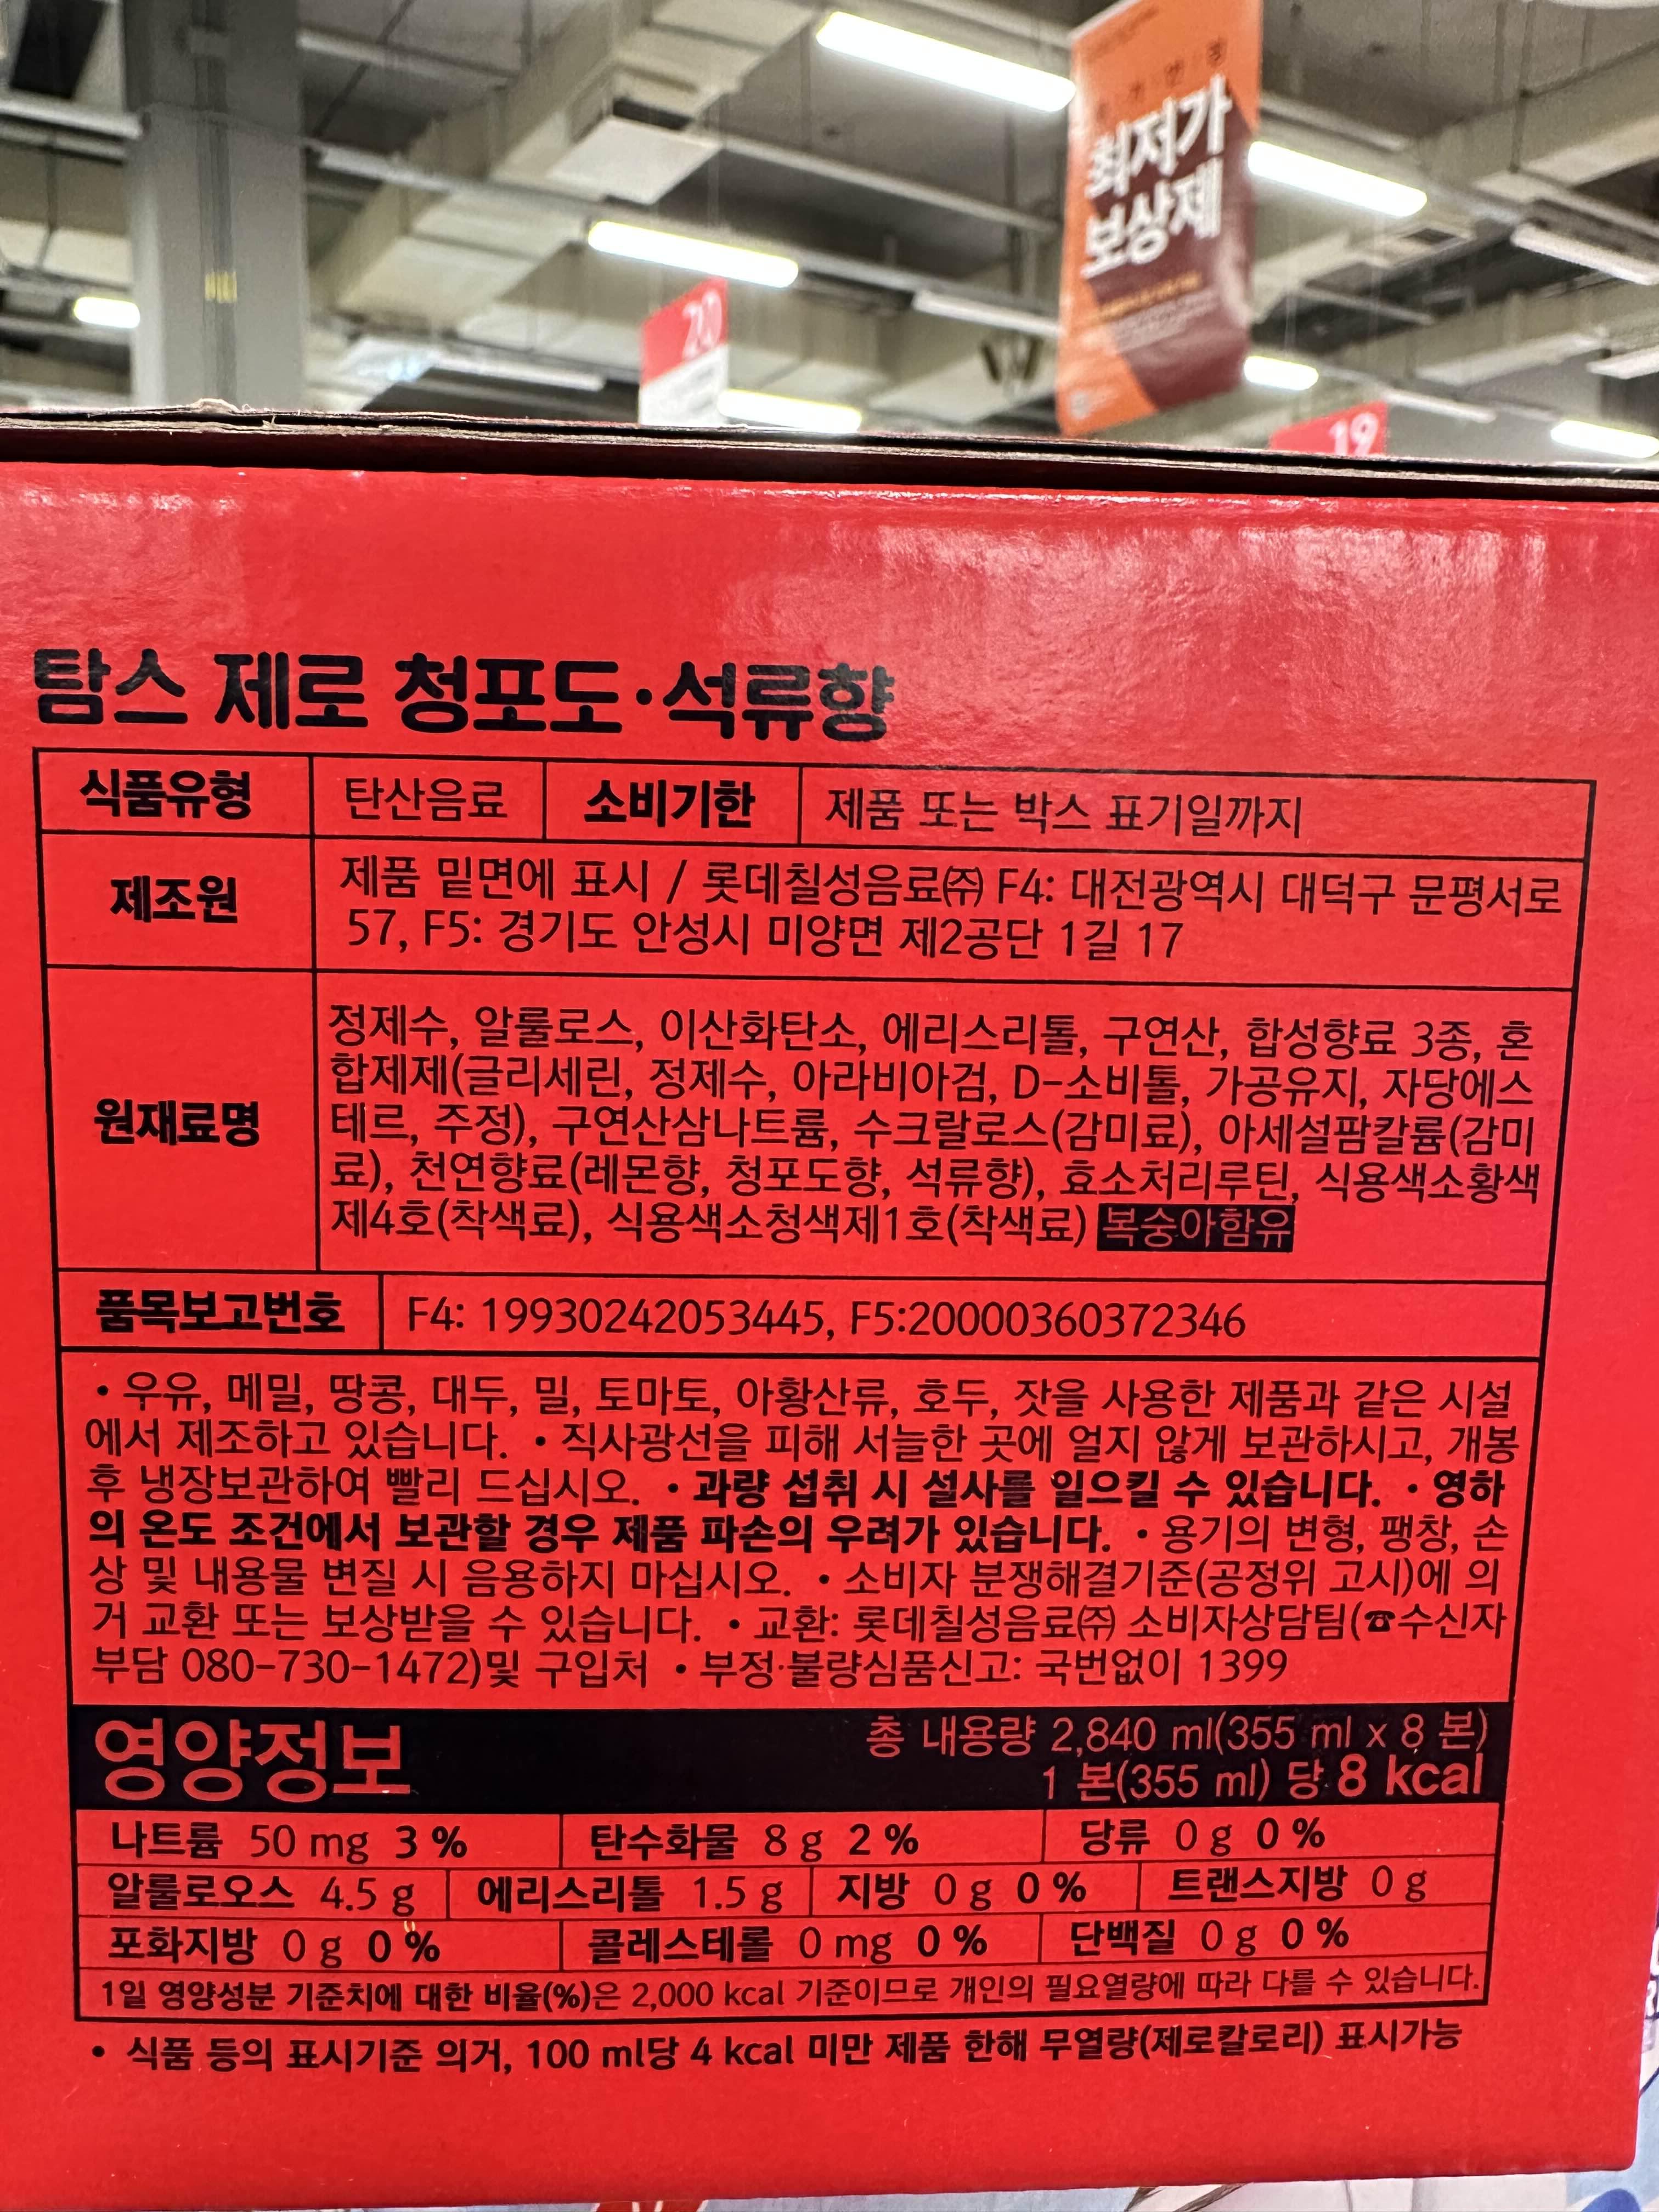 최저가
보상제
20
19
탐스 제로 청포도·석류향
식품유형 탄산음료 소비기한 제품 또는 박스 표기일까지
제조원 제품 밑면에 표시 / 롯데칠성음료㈜ F4: 대전광역시 대덕구 문평서로
57, F5: 경기도 안성시 미양면 제2공단 1길 17
원재료명 정제수, 알룰로스, 이산화탄소, 에리스리톨, 구연산, 합성향료 3종, 혼
합제제(글리세린, 정제수, 아라비아검, D-소비톨, 가공유지, 자당에스
테르, 주정), 구연산삼나트륨, 수크랄로스(감미료), 아세설팜칼륨(감미
료), 천연향료(레몬향, 청포도향, 석류향), 효소처리루틴, 식용색소황색
제4호(착색료), 식용색소청색제1호(착색료) 복숭아함유
품목보고번호 F4: 19930242053445, F5:20000360372346
• 우유, 메밀, 땅콩, 대두, 밀, 토마토, 아황산류, 호두, 잣을 사용한 제품과 같은 시설
에서 제조하고 있습니다. • 직사광선을 피해 서늘한 곳에 얼지 않게 보관하시고, 개봉
후 냉장보관하여 빨리 드십시오. • 과량 섭취 시 설사를 일으킬 수 있습니다. • 영하
의 온도 조건에서 보관할 경우 제품 파손의 우려가 있습니다. • 용기의 변형, 팽창, 손
상 및 내용물 변질 시 음용하지 마십시오. • 소비자 분쟁해결기준(공정위 고시)에 의
거 교환 또는 보상받을 수 있습니다. • 교환: 롯데칠성음료㈜ 소비자상담팀(☎수신자
부담 080-730-1472)및 구입처 • 부정·불량식품신고: 국번없이 1399
영양정보 총 내용량 2,840 ml(355 ml x 8 본)
1 본(355 ml) 당 8 kcal
나트륨 50 mg 3 % 탄수화물 8 g 2 % 당류 0 g 0 %
알룰로오스 4.5 g 에리스리톨 1.5 g 지방 0 g 0 % 트랜스지방 0 g
포화지방 0 g 0 % 콜레스테롤 0 mg 0 % 단백질 0 g 0 %
1일 영양성분 기준치에 대한 비율(%)은 2,000 kcal 기준이므로 개인의 필요열량에 따라 다를 수 있습니다.
• 식품 등의 표시기준 의거, 100 ml당 4 kcal 미만 제품 한해 무열량(제로칼로리) 표시가능